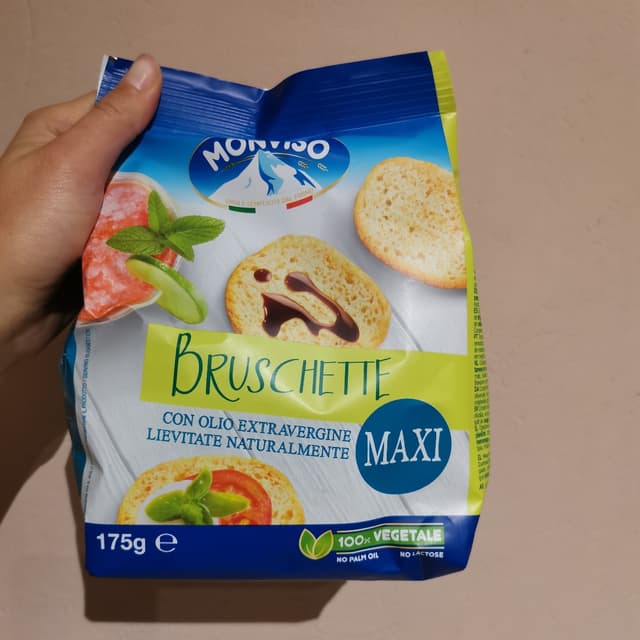 MONVISO
BRUSCHETTE
CON OLIO EXTRAVERGINE
LIEVITATE NATURALMENTE
MAXI
175g ℮
100% VEGETALE
NO PALM OIL
NO LACTOSE